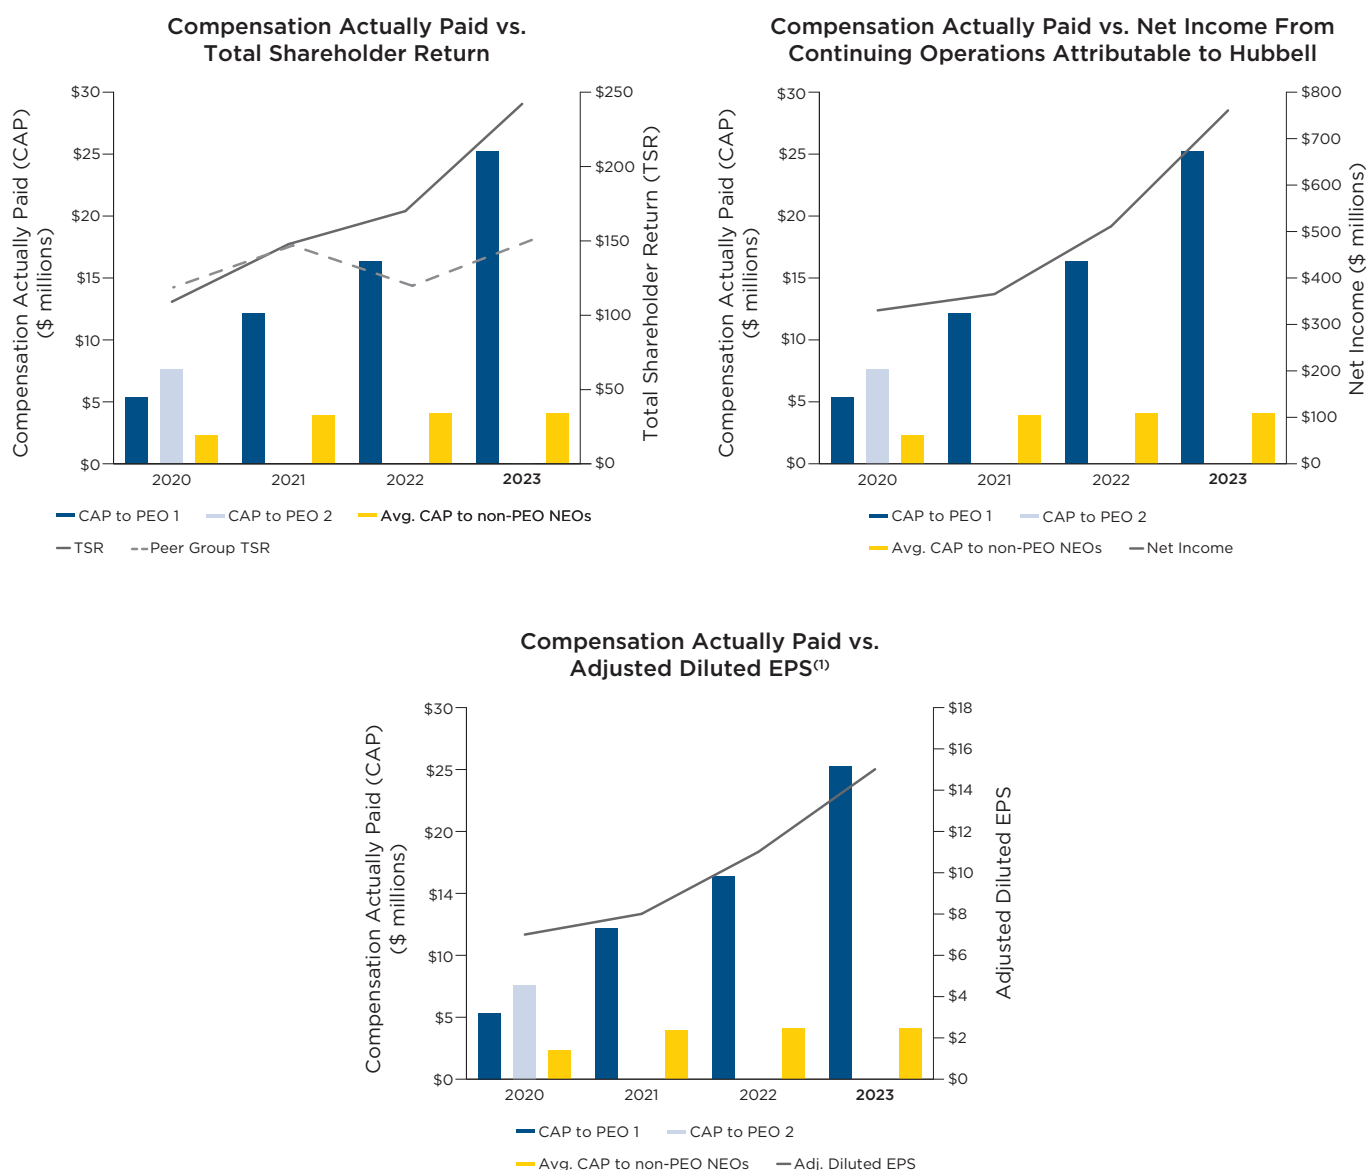 Compensation Actually Paid vs.
Total Shareholder Return
Compensation Actually Paid (CAP)
($ millions)
$30
$25
$20
$15
$10
$5
$0
$250
$200
$150
$100
$50
$0
Total Shareholder Return (TSR)
2020 2021 2022 2023
CAP to PEO 1 CAP to PEO 2 Avg. CAP to non-PEO NEOs
TSR Peer Group TSR
Compensation Actually Paid vs. Net Income From
Continuing Operations Attributable to Hubbell
Compensation Actually Paid (CAP)
($ millions)
$30
$25
$20
$15
$10
$5
$0
$800
$700
$600
$500
$400
$300
$200
$100
$0
Net Income ($ millions)
2020 2021 2022 2023
CAP to PEO 1 CAP to PEO 2
Avg. CAP to non-PEO NEOs Net Income
Compensation Actually Paid vs.
Adjusted Diluted EPS(1)
Compensation Actually Paid (CAP)
($ millions)
$30
$25
$20
$14
$10
$5
$0
$18
$16
$14
$12
$10
$8
$6
$4
$2
$0
Adjusted Diluted EPS
2020 2021 2022 2023
CAP to PEO 1 CAP to PEO 2
Avg. CAP to non-PEO NEOs Adj. Diluted EPS